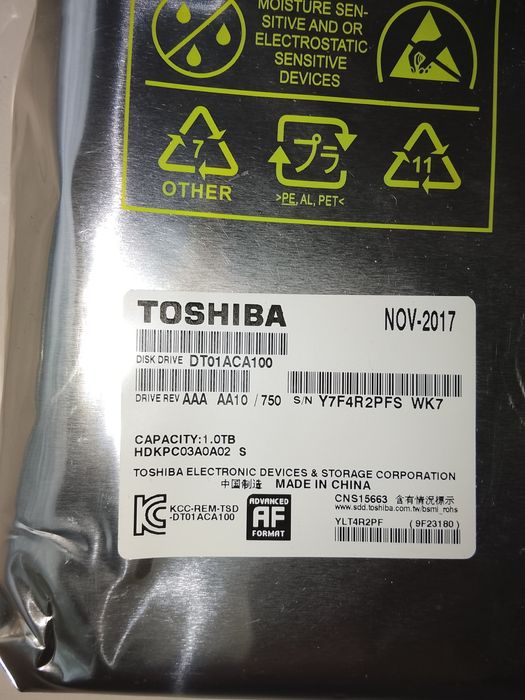 MOISTURE SEN-
SITIVE AND OR
ELECTROSTATIC
SENSITIVE
DEVICES
7
OTHER
プラ
>PE, AL, PET<
11
TOSHIBA
NOV-2017
DISK DRIVE DT01ACA100
DRIVE REV AAA AA10 / 750
S/N Y7F4R2PFS WK7
CAPACITY:1.0TB
HDKPC03A0A02 S
TOSHIBA ELECTRONIC DEVICES & STORAGE CORPORATION
中国制造 MADE IN CHINA
KCC-REM-TSD
-DT01ACA100
ADVANCED
AF
FORMAT
CNS15663 含有情況標示
www.sdd.toshiba.com.tw/bsmi_rohs
YLT4R2PF (9F23180)